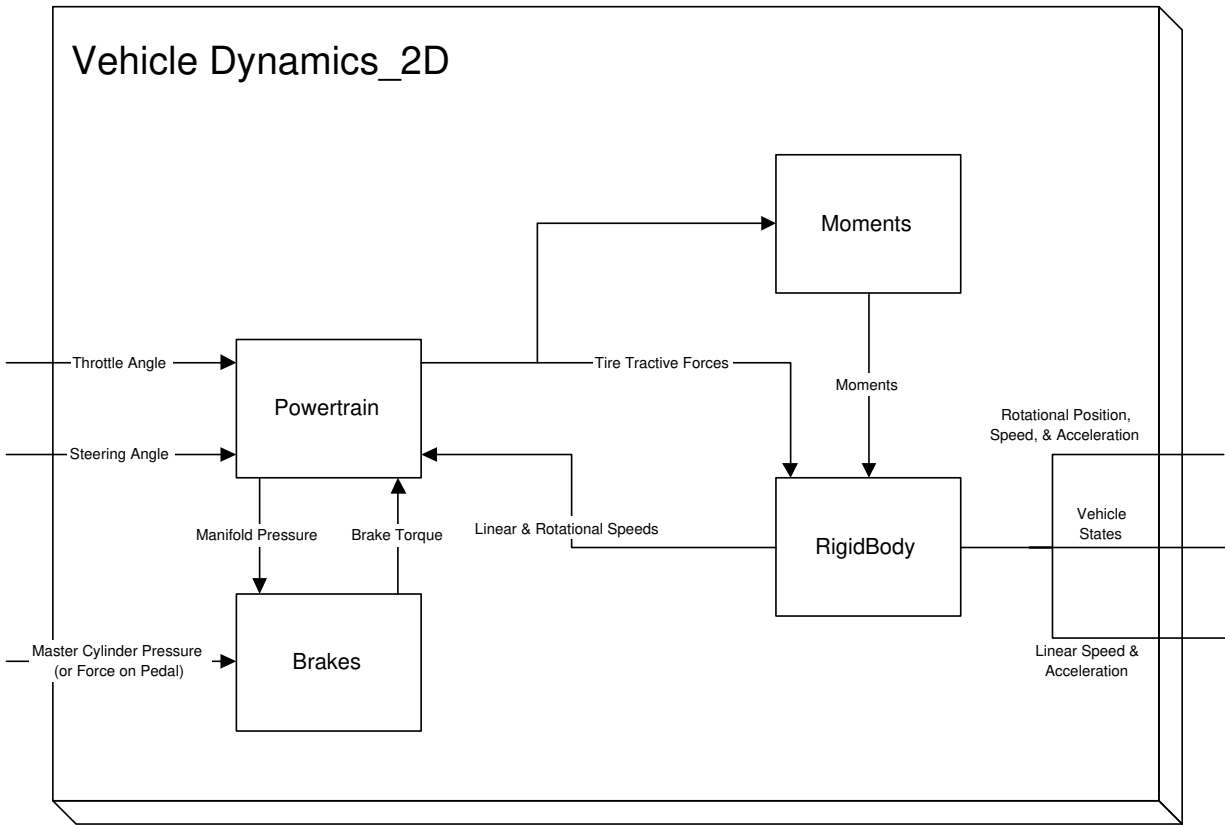 Vehicle Dynamics_2D
Moments
Throttle Angle
Tire Tractive Forces
Moments
Powertrain
Rotational Position,
Speed, & Acceleration
Steering Angle
Manifold Pressure
Brake Torque
Linear & Rotational Speeds
RigidBody
Vehicle
States
Master Cylinder Pressure
(or Force on Pedal)
Brakes
Linear Speed &
Acceleration